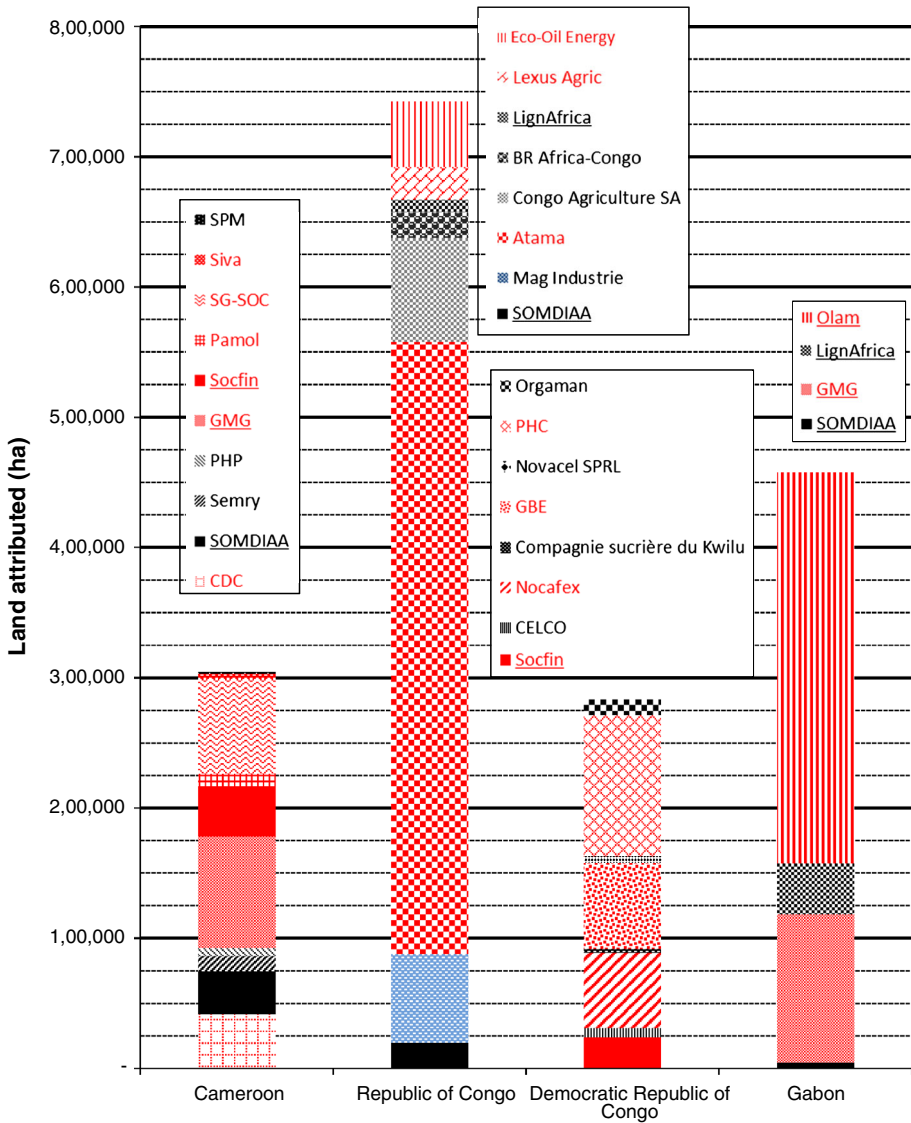 8,00,000
7,00,000
6,00,000
5,00,000
4,00,000
3,00,000
2,00,000
1,00,000
-
Land attributed (ha)
SPM
Siva
SG-SOC
Pamol
Socfin
GMG
PHP
Semry
SOMDIAA
CDC
Eco-Oil Energy
Lexus Agric
LignAfrica
BR Africa-Congo
Congo Agriculture SA
Atama
Mag Industrie
SOMDIAA
Orgaman
PHC
Novacel SPRL
GBE
Compagnie sucrière du Kwilu
Nocafex
CELCO
Socfin
Olam
LignAfrica
GMG
SOMDIAA
Cameroon
Republic of Congo
Democratic Republic of
Congo
Gabon